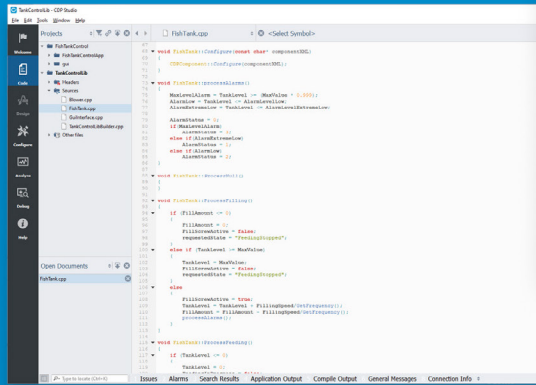 TankControlLib - CDP Studio
File Edit Tools Window Help
Projects
FishTank.cpp
<Select Symbol>
Welcome
Code
Design
Configure
Analyze
Debug
Help
FishTankControl
FishTankControlApp
gui
TankControlLib
Headers
Sources
Blower.cpp
FishTank.cpp
GuiInterface.cpp
TankControlLibBuilder.cpp
Other files
Open Documents
FishTank.cpp
void FishTank::Configure(const char* componentXML)
{
CDPComponent::Configure(componentXML);
}
void FishTank::processAlarms()
{
MaxLevelAlarm = TankLevel >= (MaxValue * 0.999);
AlarmLow = TankLevel <= AlarmLevelLow;
AlarmExtremeLow = TankLevel <= AlarmLevelExtremeLow;
AlarmStatus = 0;
if(MaxLevelAlarm)
else if(AlarmExtremeLow)
AlarmStatus = 1;
else if(AlarmLow)
AlarmStatus = 2;
}
void FishTank::ProcessNull()
{
}
void FishTank::ProcessFilling()
{
if (FillAmount <= 0)
{
FillAmount = 0;
FillScrewActive = false;
requestedState = "FeedingStopped";
}
else if (TankLevel >= MaxValue)
{
TankLevel = MaxValue;
FillScrewActive = false;
requestedState = "FeedingStopped";
}
else
{
FillScrewActive = true;
TankLevel = TankLevel + FillingSpeed/GetFrequency();
FillAmount = FillAmount - FillingSpeed/GetFrequency();
processAlarms();
}
}
void FishTank::ProcessFeeding()
{
if (TankLevel <= 0)
{
TankLevel = 0;
Type to locate (Ctrl+K)
Issues Alarms Search Results Application Output Compile Output General Messages Connection Info